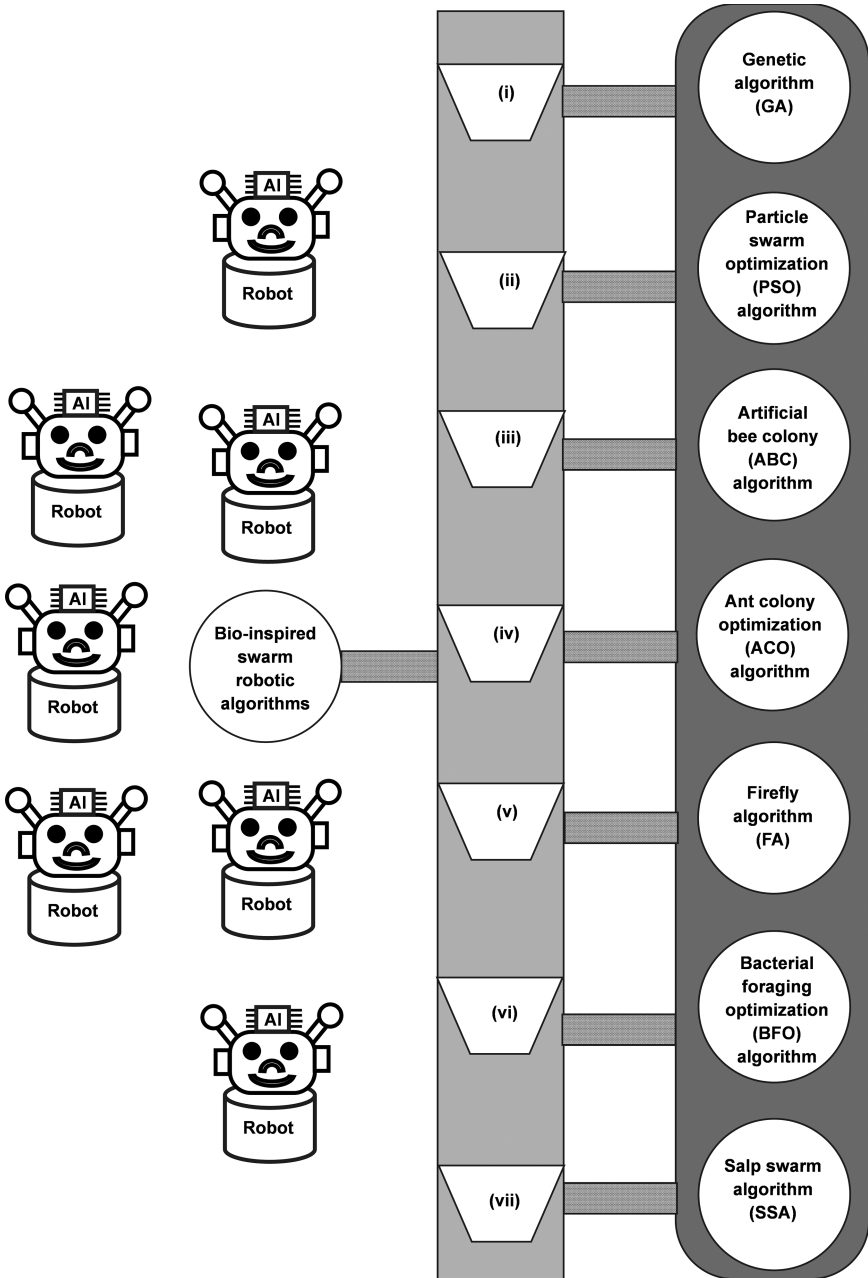 AI
Robot
AI
Robot
AI
Robot
AI
Robot
AI
Robot
AI
Robot
AI
Robot
Bio-inspired
swarm
robotic
algorithms
(i)
Genetic
algorithm
(GA)
(ii)
Particle
swarm
optimization
(PSO)
algorithm
(iii)
Artificial
bee colony
(ABC)
algorithm
(iv)
Ant colony
optimization
(ACO)
algorithm
(v)
Firefly
algorithm
(FA)
(vi)
Bacterial
foraging
optimization
(BFO)
algorithm
(vii)
Salp swarm
algorithm
(SSA)